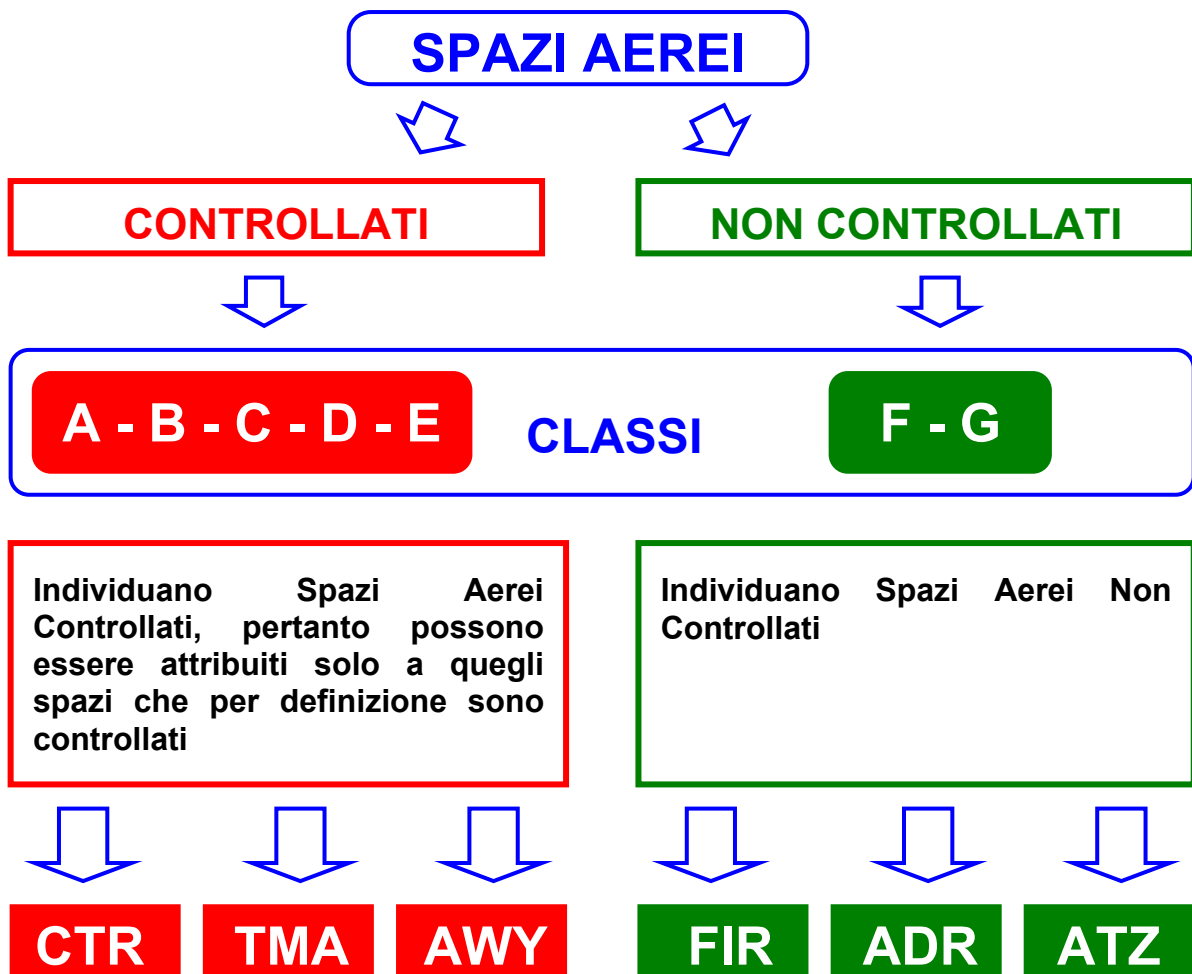 SPAZI AEREI
CONTROLLATI
NON CONTROLLATI
A - B - C - D - E
CLASSI
F - G
Individuano Spazi Aerei
Controllati, pertanto possono
essere attribuiti solo a quegli
spazi che per definizione sono
controllati
Individuano Spazi Aerei Non
Controllati
CTR
TMA
AWY
FIR
ADR
ATZ